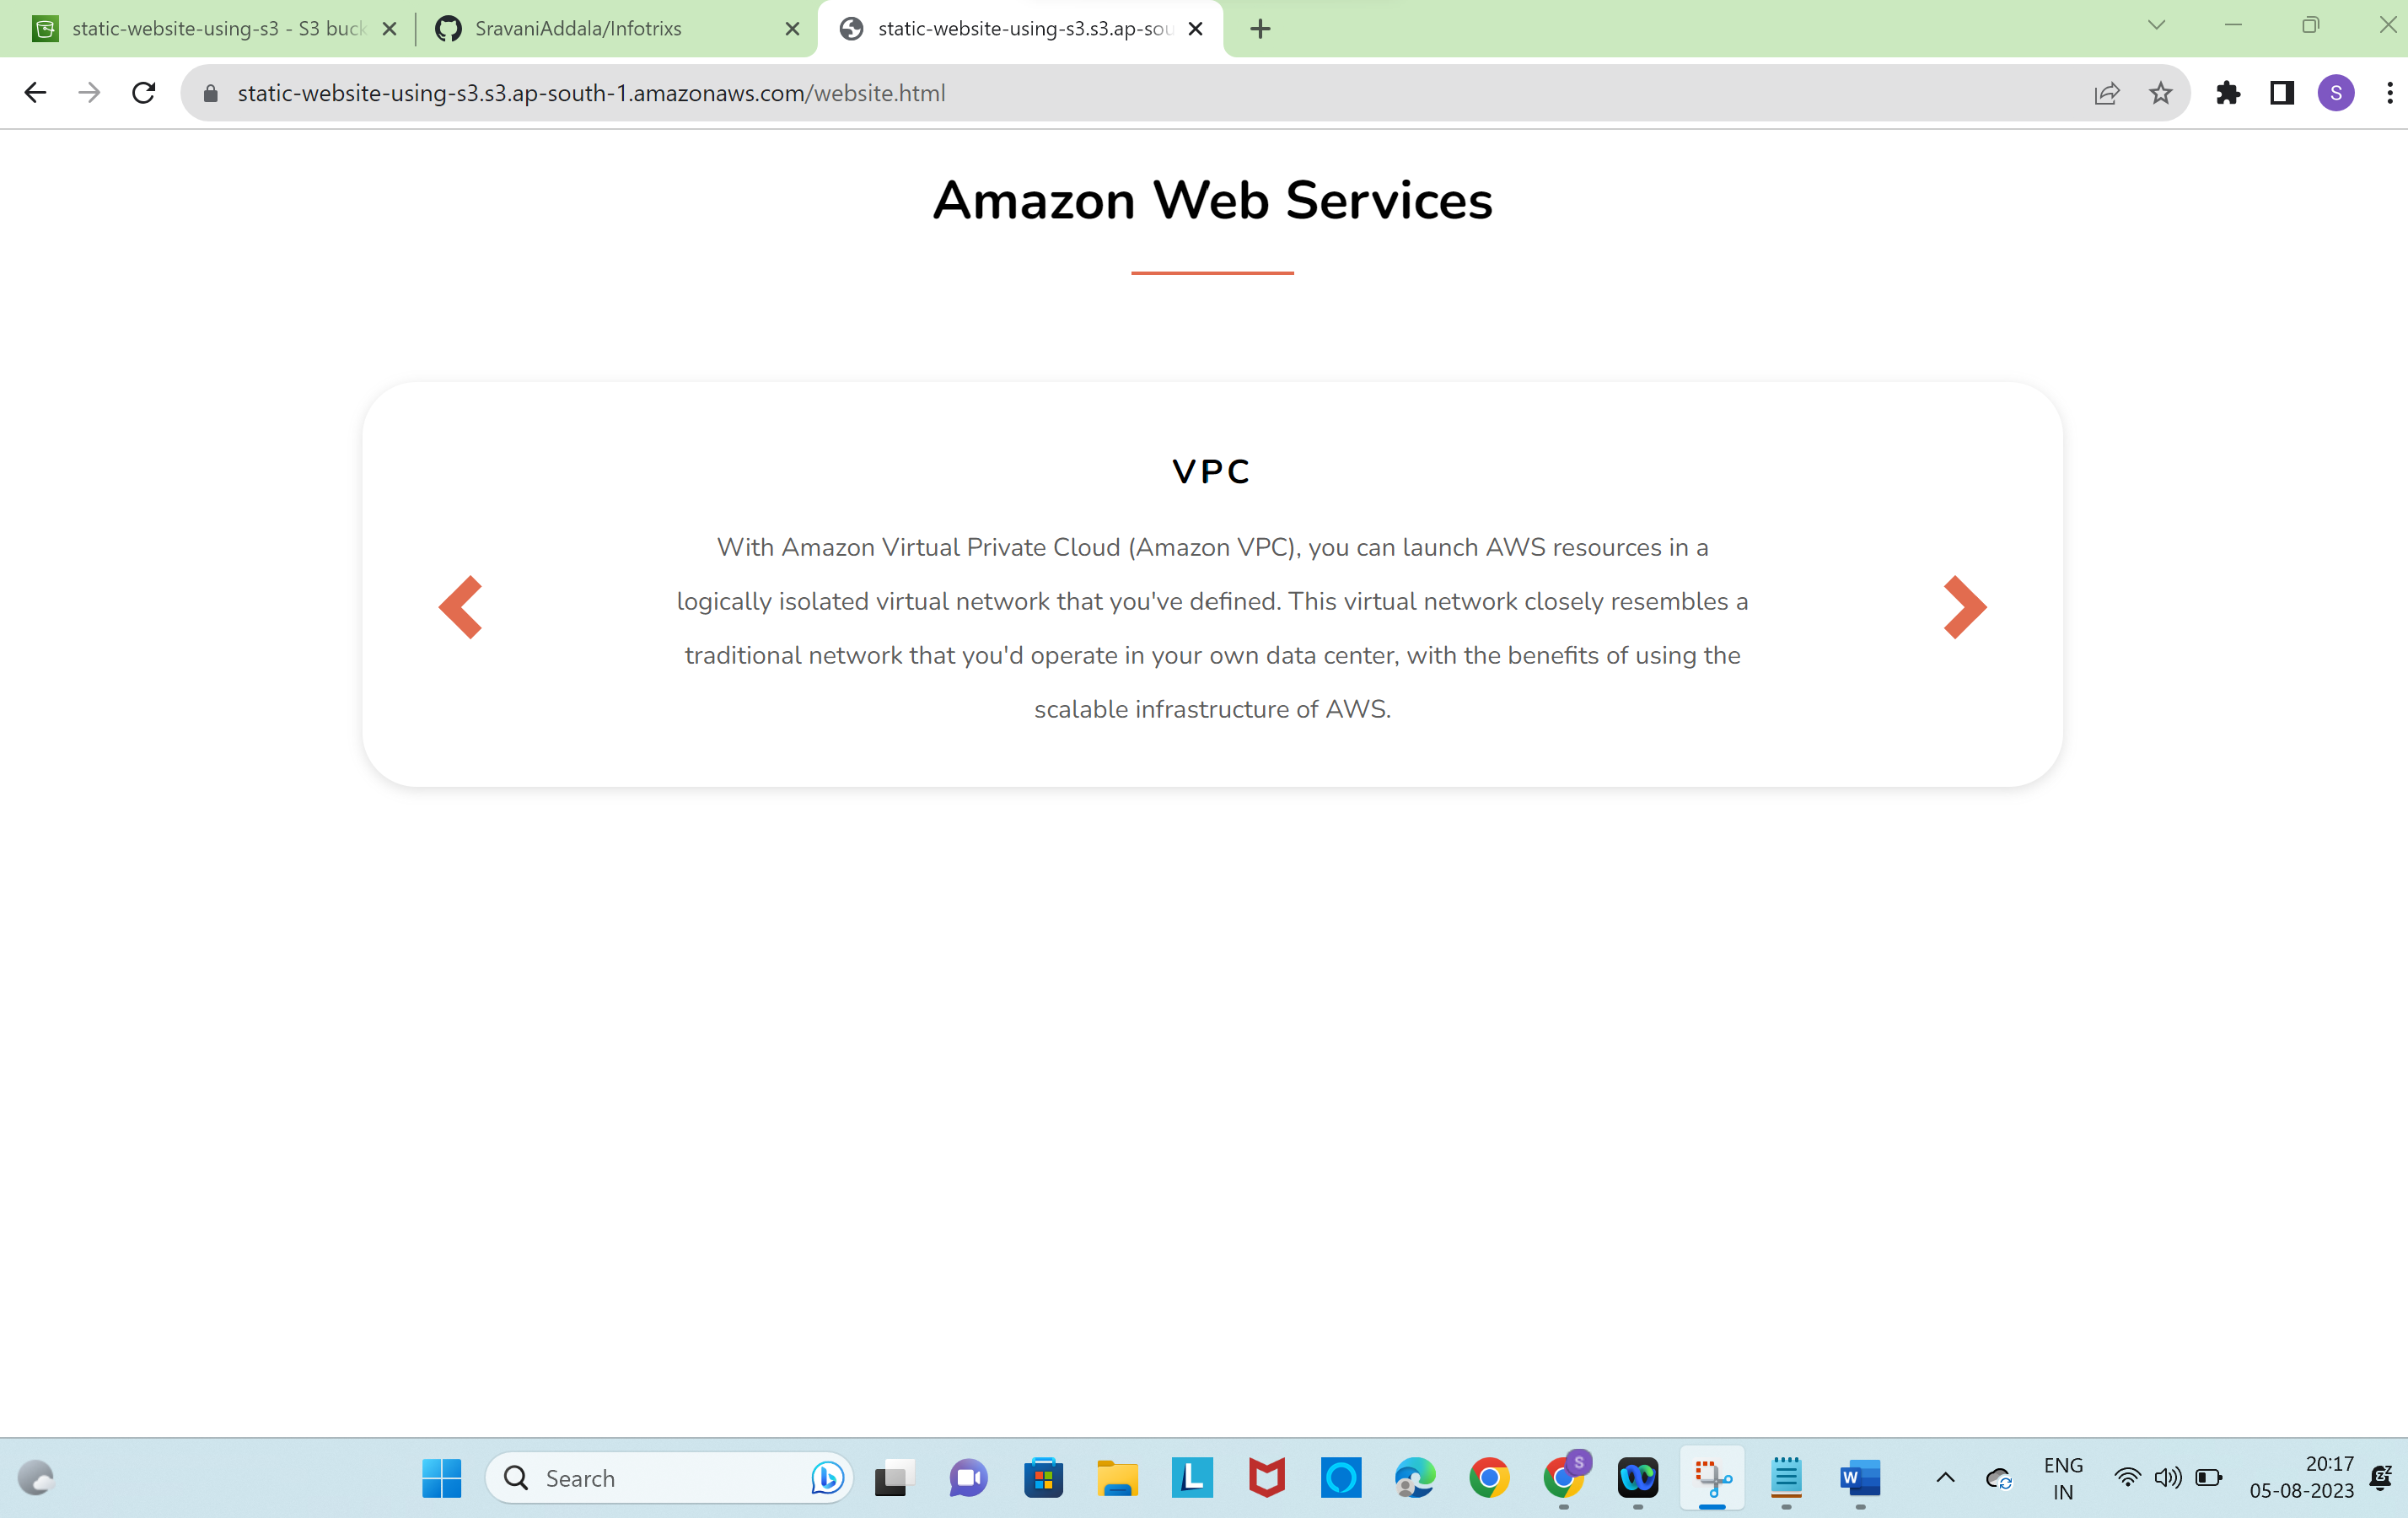 static-website-using-s3 - S3 buck
SravaniAddala/Infotrixs
static-website-using-s3.s3.ap-sou
static-website-using-s3.s3.ap-south-1.amazonaws.com/website.html
S
Amazon Web Services
VPC
With Amazon Virtual Private Cloud (Amazon VPC), you can launch AWS resources in a
logically isolated virtual network that you've defined. This virtual network closely resembles a
traditional network that you'd operate in your own data center, with the benefits of using the
scalable infrastructure of AWS.
Search
L
S
W
ENG
IN
20:17
05-08-2023